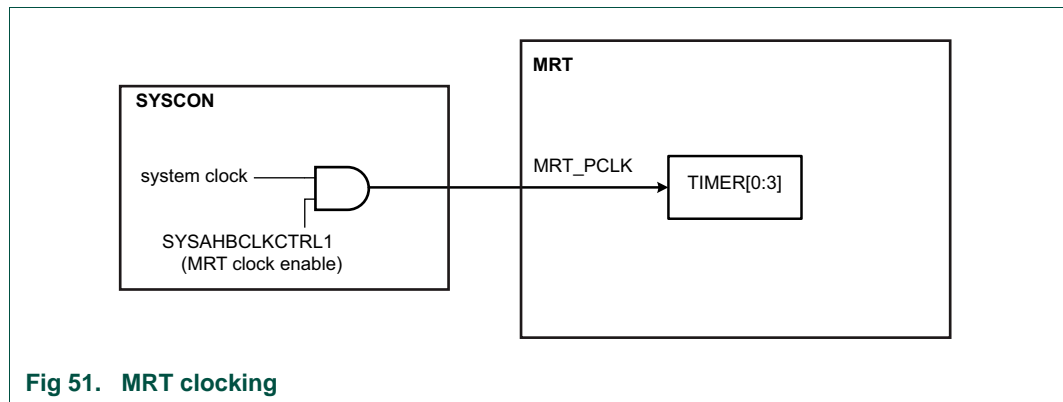 MRT
SYSCON
system clock
MRT_PCLK
TIMER[0:3]
SYSAHBCLKCTRL1
(MRT clock enable)
Fig 51. MRT clocking